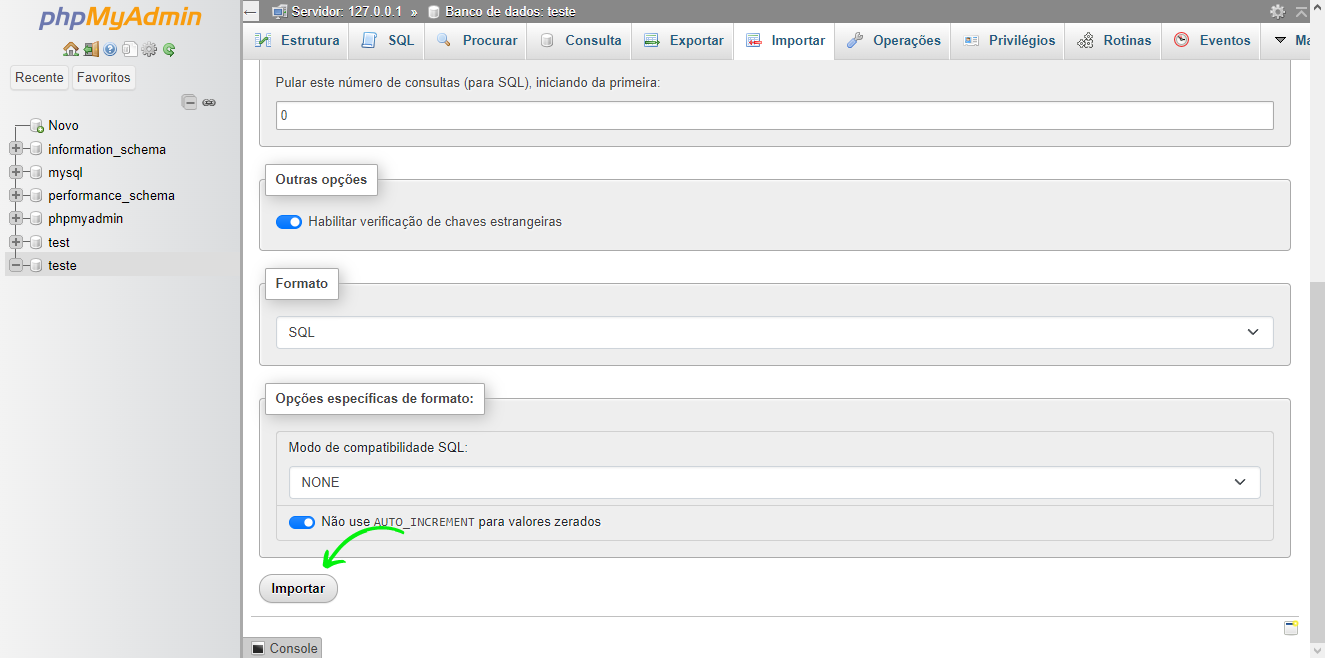 phpMyAdmin
Recente Favoritos
Novo
information_schema
mysql
performance_schema
phpmyadmin
test
teste
Servidor: 127.0.0.1 » Banco de dados: teste
Estrutura SQL Procurar Consulta Exportar Importar Operações Privilégios Rotinas Eventos
Pular este número de consultas (para SQL), iniciando da primeira:
0
Outras opções
Habilitar verificação de chaves estrangeiras
Formato
SQL
Opções específicas de formato:
Modo de compatibilidade SQL:
NONE
Não use AUTO_INCREMENT para valores zerados
Importar
Console